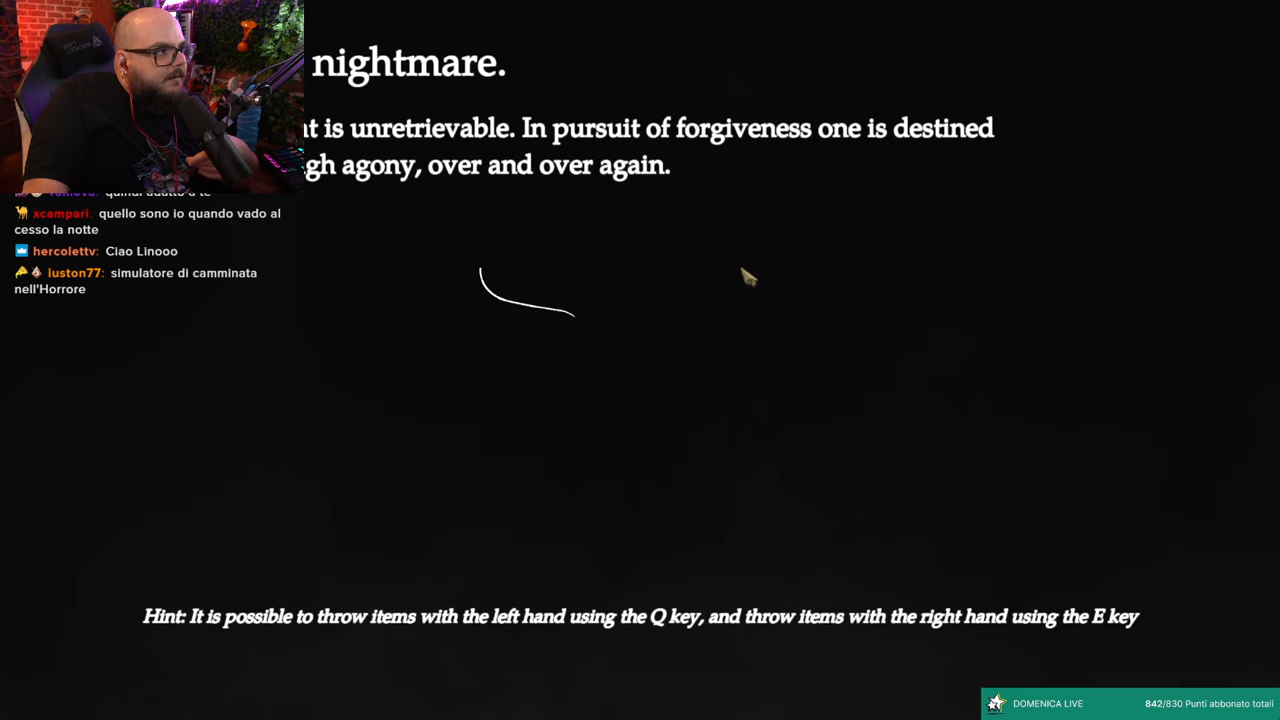 nightmare.
t is unretrievable. In pursuit of forgiveness one is destined
gh agony, over and over again.
xcampari: quello sono io quando vado al
cesso la notte
hercolettv: Ciao Linooo
iuston77: simulatore di camminata
nell'Horrore
Hint: It is possible to throw items with the left hand using the Q key, and throw items with the right hand using the E key
DOMENICA LIVE 842/830 Punti abbonato totali